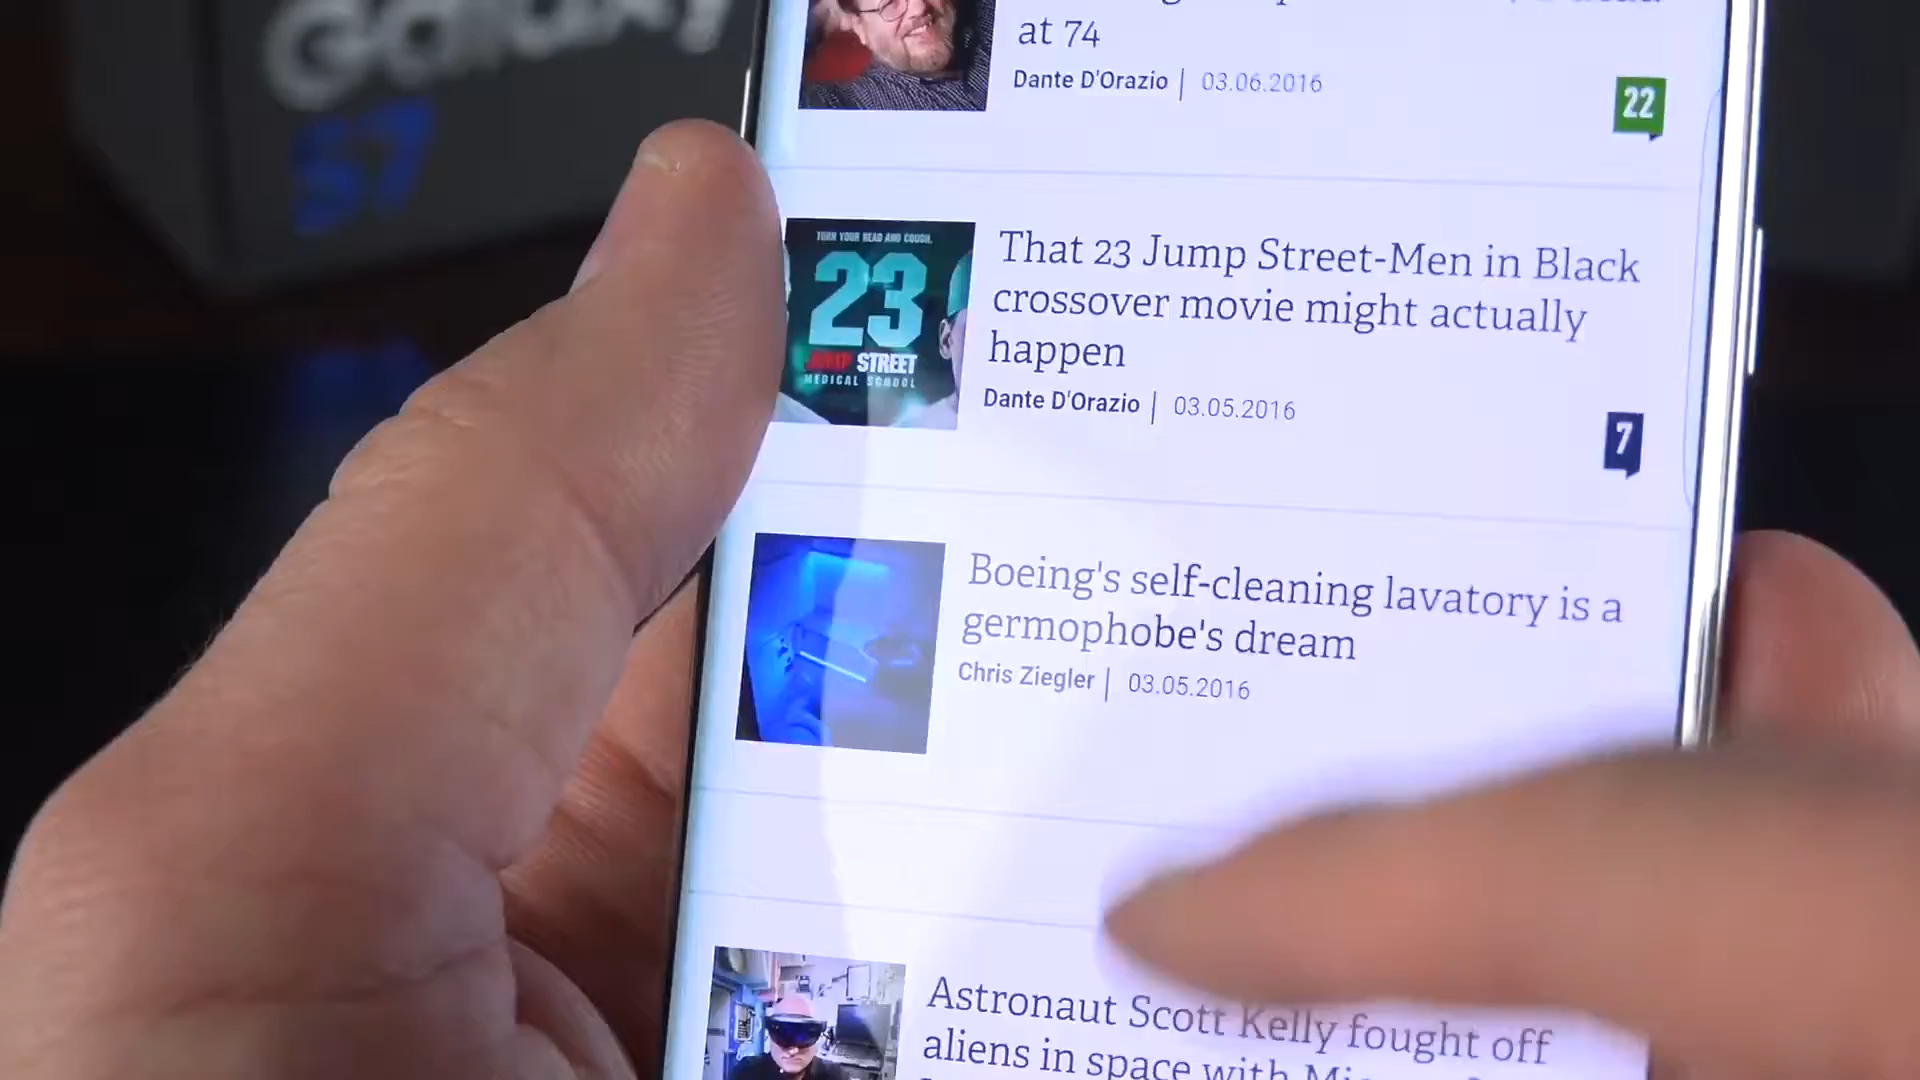 Galaxy
S7
at 74
Dante D'Orazio | 03.06.2016
22
TURN YOUR HEAD AND COUGH.
23
JUMP STREET
MEDICAL SCHOOL
That 23 Jump Street-Men in Black
crossover movie might actually
happen
Dante D'Orazio | 03.05.2016
7
Boeing's self-cleaning lavatory is a
germophobe's dream
Chris Ziegler | 03.05.2016
Astronaut Scott Kelly fought off
aliens in space with